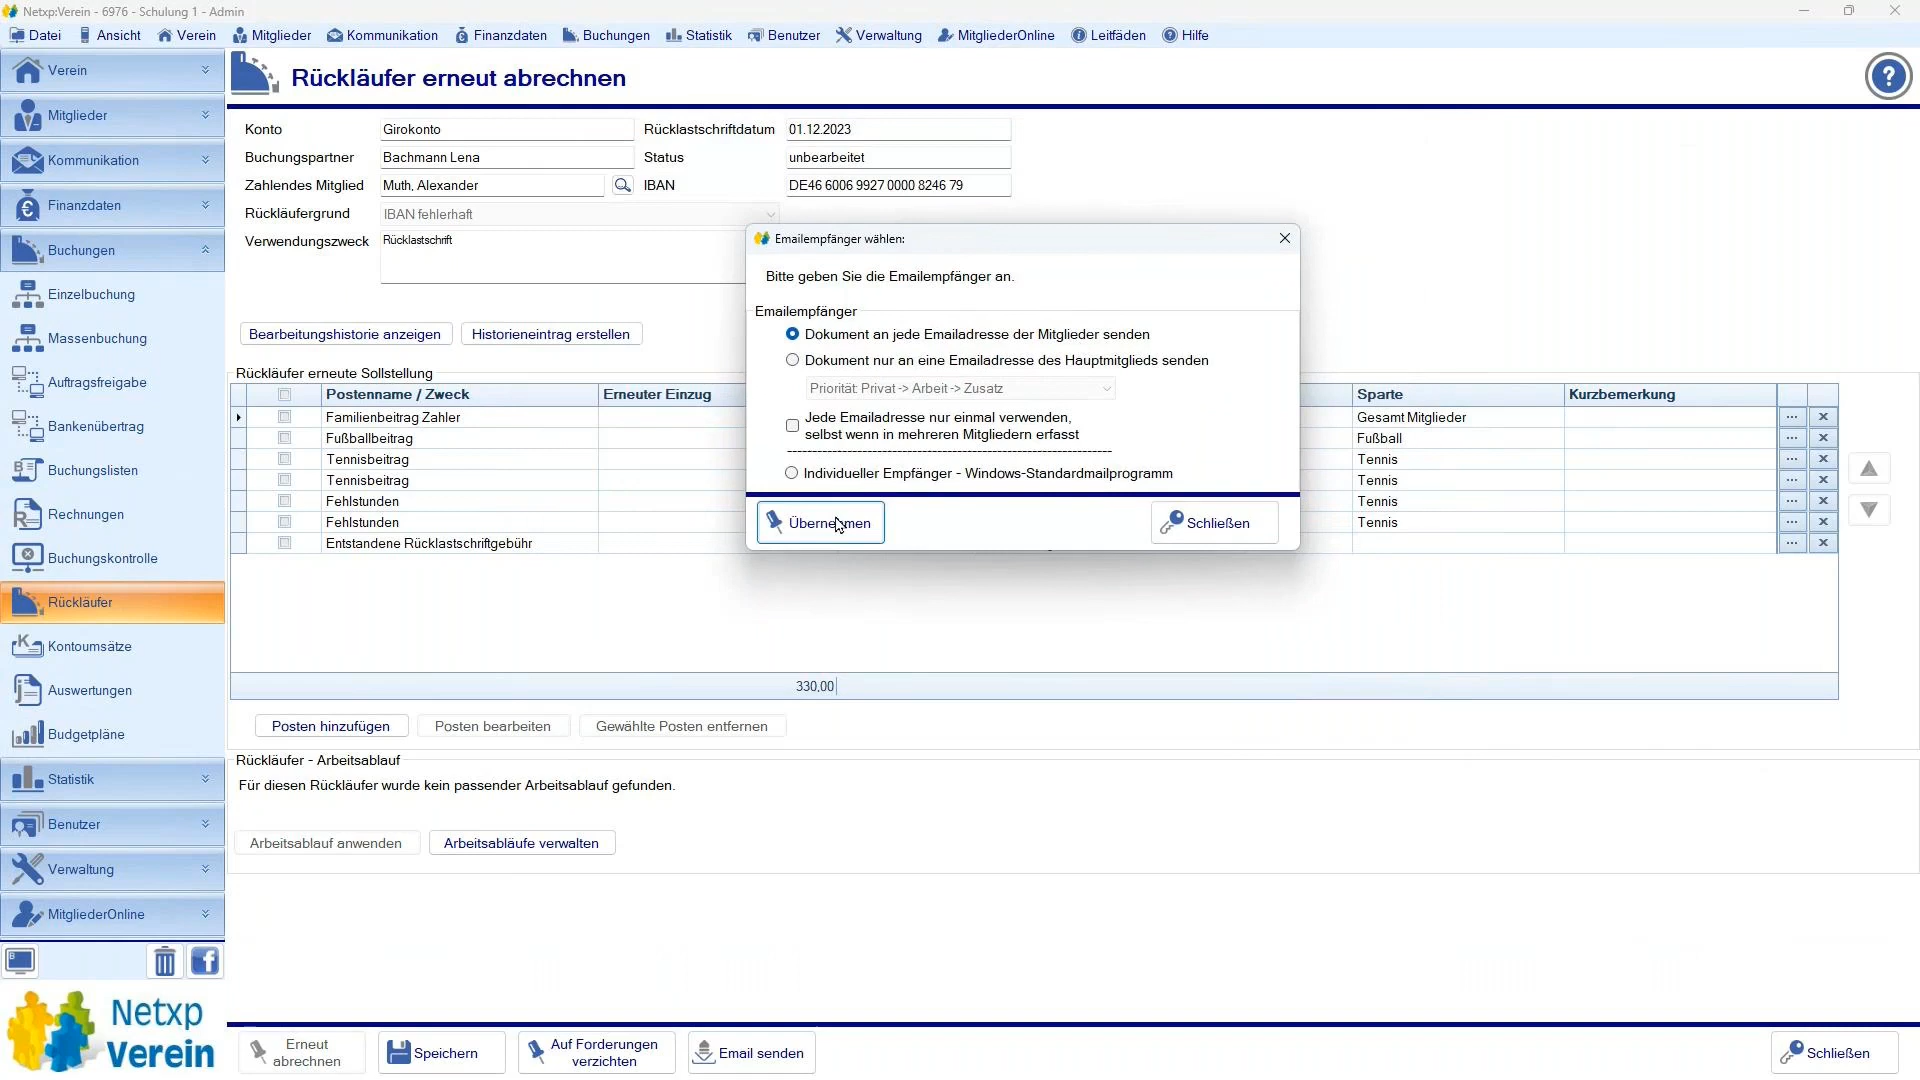 Netxp:Verein - 6976 - Schulung 1 - Admin
Datei Ansicht Verein Mitglieder Kommunikation Finanzdaten Buchungen Statistik Benutzer Verwaltung MitgliederOnline Leitfäden Hilfe
Verein
Mitglieder
Kommunikation
Finanzdaten
Buchungen
Einzelbuchung
Massenbuchung
Auftragsfreigabe
Bankenübertrag
Buchungslisten
Rechnungen
Buchungskontrolle
Rückläufer
Kontoumsätze
Auswertungen
Budgetpläne
Statistik
Benutzer
Verwaltung
MitgliederOnline
Netxp
Verein
Rückläufer erneut abrechnen
Konto Girokonto Rücklastschriftdatum 01.12.2023
Buchungspartner Bachmann Lena Status unbearbeitet
Zahlendes Mitglied Muth, Alexander IBAN DE46 6006 9927 0000 8246 79
Rückläufergrund IBAN fehlerhaft
Verwendungszweck Rücklastschrift
Bearbeitungshistorie anzeigen Historieneintrag erstellen
Rückläufer erneute Sollstellung
Postenname / Zweck Erneuter Einzug Sparte Kurzbemerkung
Familienbeitrag Zahler Gesamt Mitglieder
Fußballbeitrag Fußball
Tennisbeitrag Tennis
Tennisbeitrag Tennis
Fehlstunden Tennis
Fehlstunden Tennis
Entstandene Rücklastschriftgebühr
330,00
Posten hinzufügen Posten bearbeiten Gewählte Posten entfernen
Rückläufer - Arbeitsablauf
Für diesen Rückläufer wurde kein passender Arbeitsablauf gefunden.
Arbeitsablauf anwenden Arbeitsabläufe verwalten
Erneut
abrechnen
Speichern
Auf Forderungen
verzichten
Email senden
Schließen
Emailempfänger wählen:
Bitte geben Sie die Emailempfänger an.
Emailempfänger
Dokument an jede Emailadresse der Mitglieder senden
Dokument nur an eine Emailadresse des Hauptmitglieds senden
Priorität: Privat -> Arbeit -> Zusatz
Jede Emailadresse nur einmal verwenden,
selbst wenn in mehreren Mitgliedern erfasst
Individueller Empfänger - Windows-Standardmailprogramm
Übernehmen Schließen